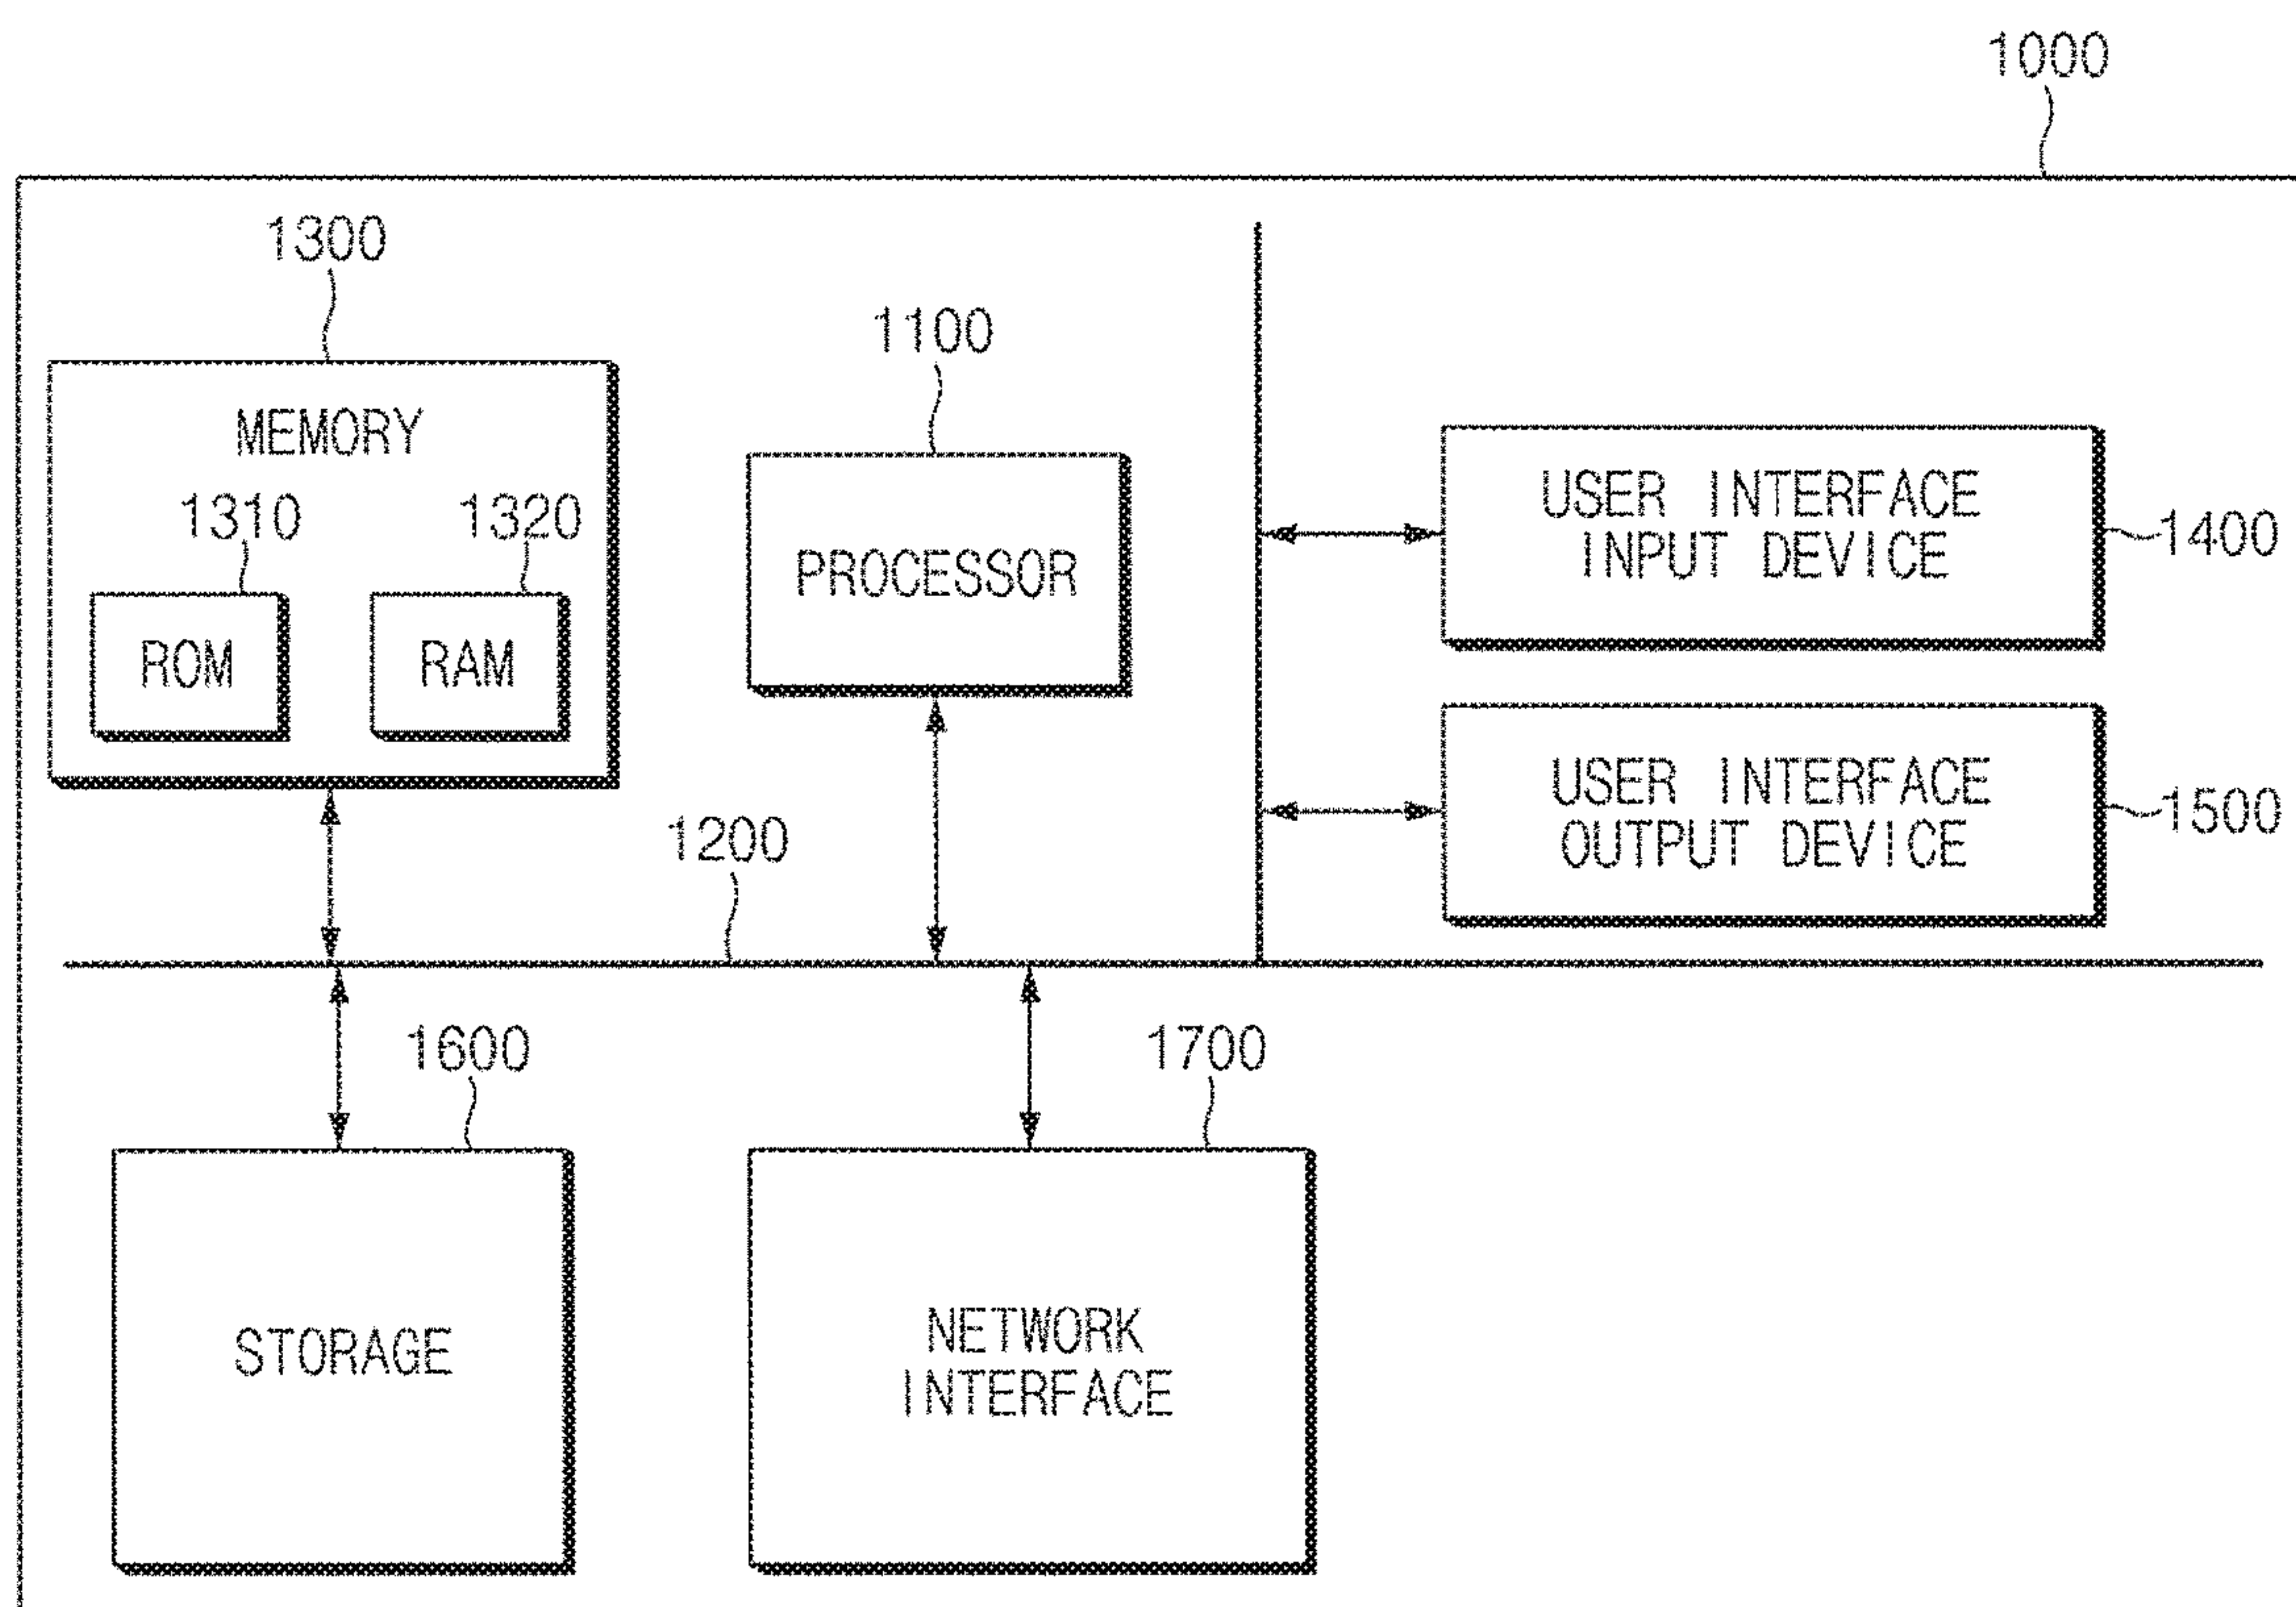 1000
1300
1100
MEMORY
1310
1320
ROM
RAM
PROCESSOR
USER INTERFACE
INPUT DEVICE
1400
USER INTERFACE
OUTPUT DEVICE
1500
1200
1600
1700
STORAGE
NETWORK
INTERFACE